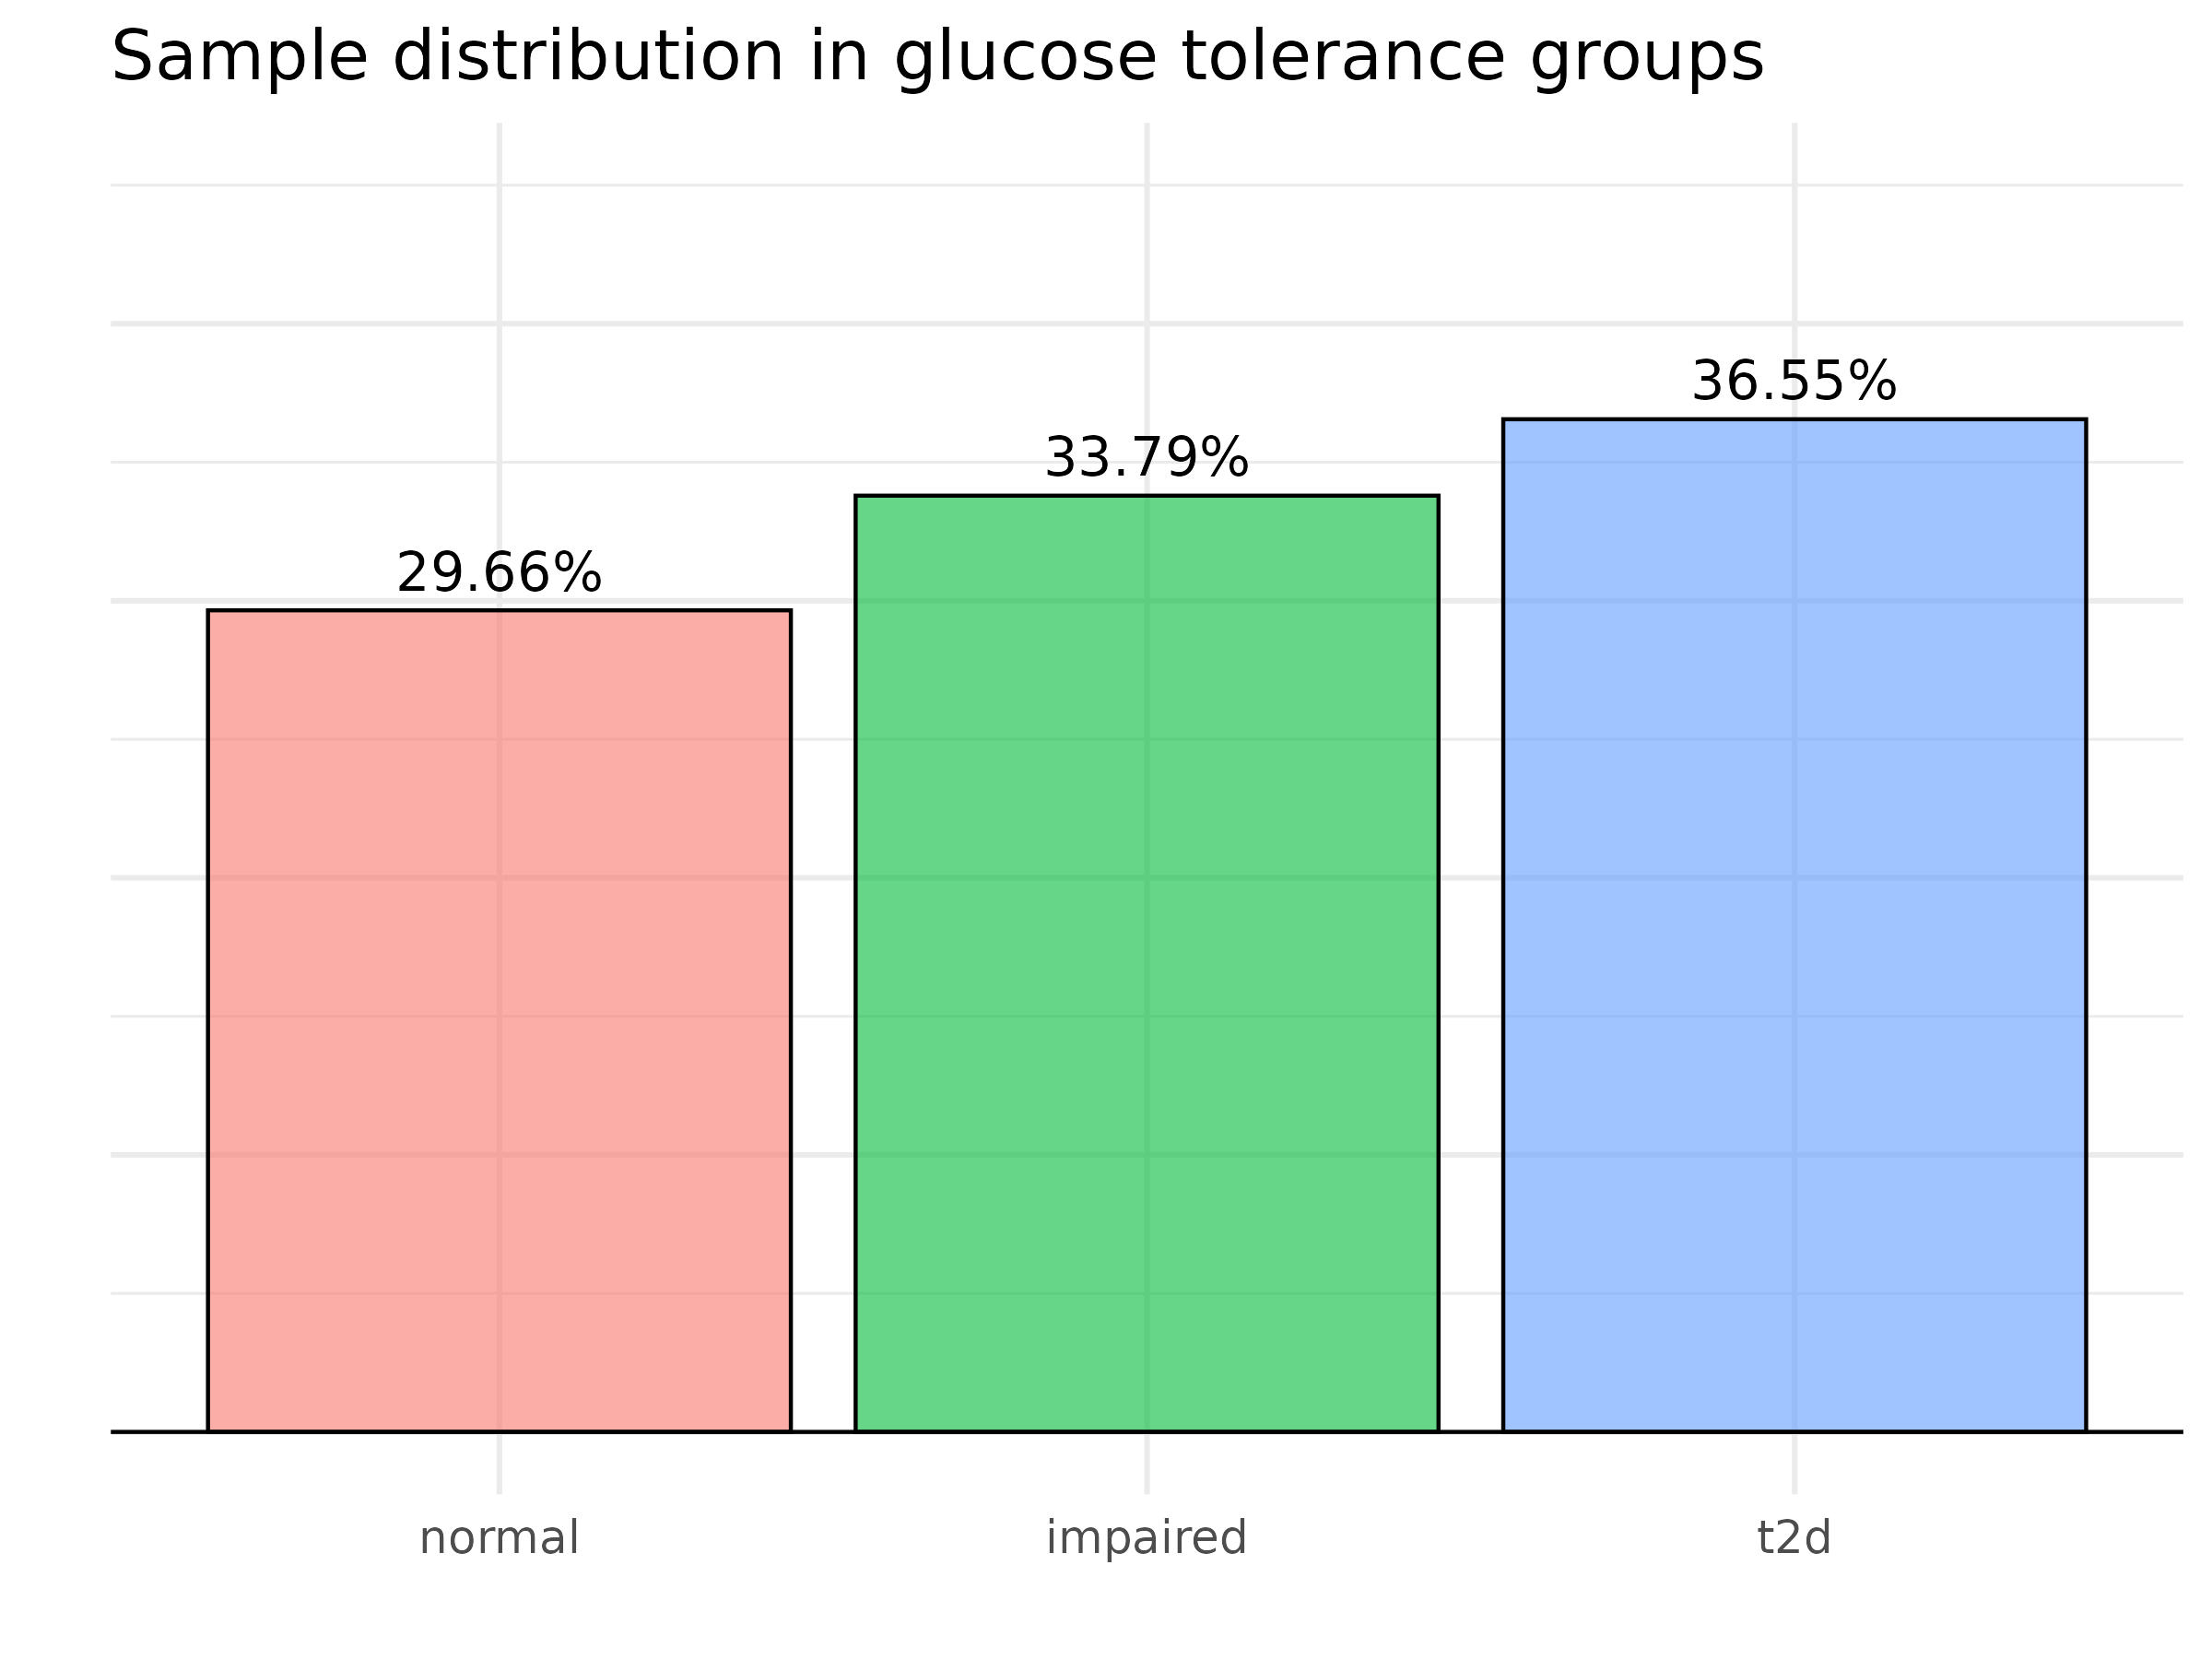 Sample distribution in glucose tolerance groups
36.55%
33.79%
29.66%
normal impaired t2d